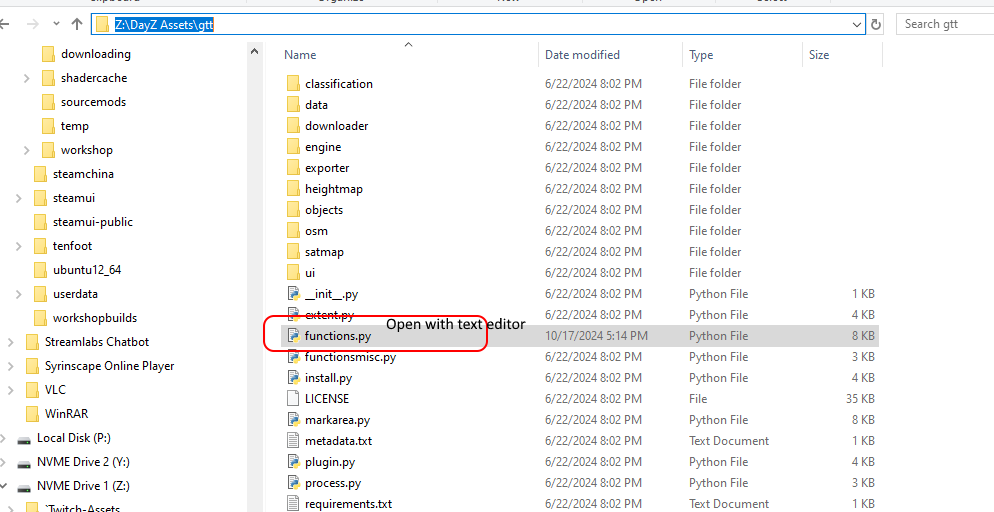 Z:\DayZ Assets\gtt
Search gtt
downloading
shadercache
sourcemods
temp
workshop
steamchina
steamui
steamui-public
tenfoot
ubuntu12_64
userdata
workshopbuilds
Streamlabs Chatbot
Syrinscape Online Player
VLC
WinRAR
Local Disk (P:)
NVME Drive 2 (Y:)
NVME Drive 1 (Z:)
`Twitch-Assets
Name Date modified Type Size
classification 6/22/2024 8:02 PM File folder
data 6/22/2024 8:02 PM File folder
downloader 6/22/2024 8:02 PM File folder
engine 6/22/2024 8:02 PM File folder
exporter 6/22/2024 8:02 PM File folder
heightmap 6/22/2024 8:02 PM File folder
objects 6/22/2024 8:02 PM File folder
osm 6/22/2024 8:02 PM File folder
satmap 6/22/2024 8:02 PM File folder
ui 6/22/2024 8:02 PM File folder
__init__.py 6/22/2024 8:02 PM Python File 1 KB
extent.py 6/22/2024 8:02 PM Python File 4 KB
Open with text editor
functions.py 10/17/2024 5:14 PM Python File 8 KB
functionsmisc.py 6/22/2024 8:02 PM Python File 3 KB
install.py 6/22/2024 8:02 PM Python File 4 KB
LICENSE 6/22/2024 8:02 PM File 35 KB
markarea.py 6/22/2024 8:02 PM Python File 8 KB
metadata.txt 6/22/2024 8:02 PM Text Document 1 KB
plugin.py 6/22/2024 8:02 PM Python File 4 KB
process.py 6/22/2024 8:02 PM Python File 3 KB
requirements.txt 6/22/2024 8:02 PM Text Document 1 KB